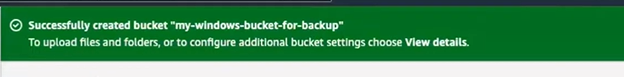 Successfully created bucket "my-windows-bucket-for-backup"
To upload files and folders, or to configure additional bucket settings choose View details.